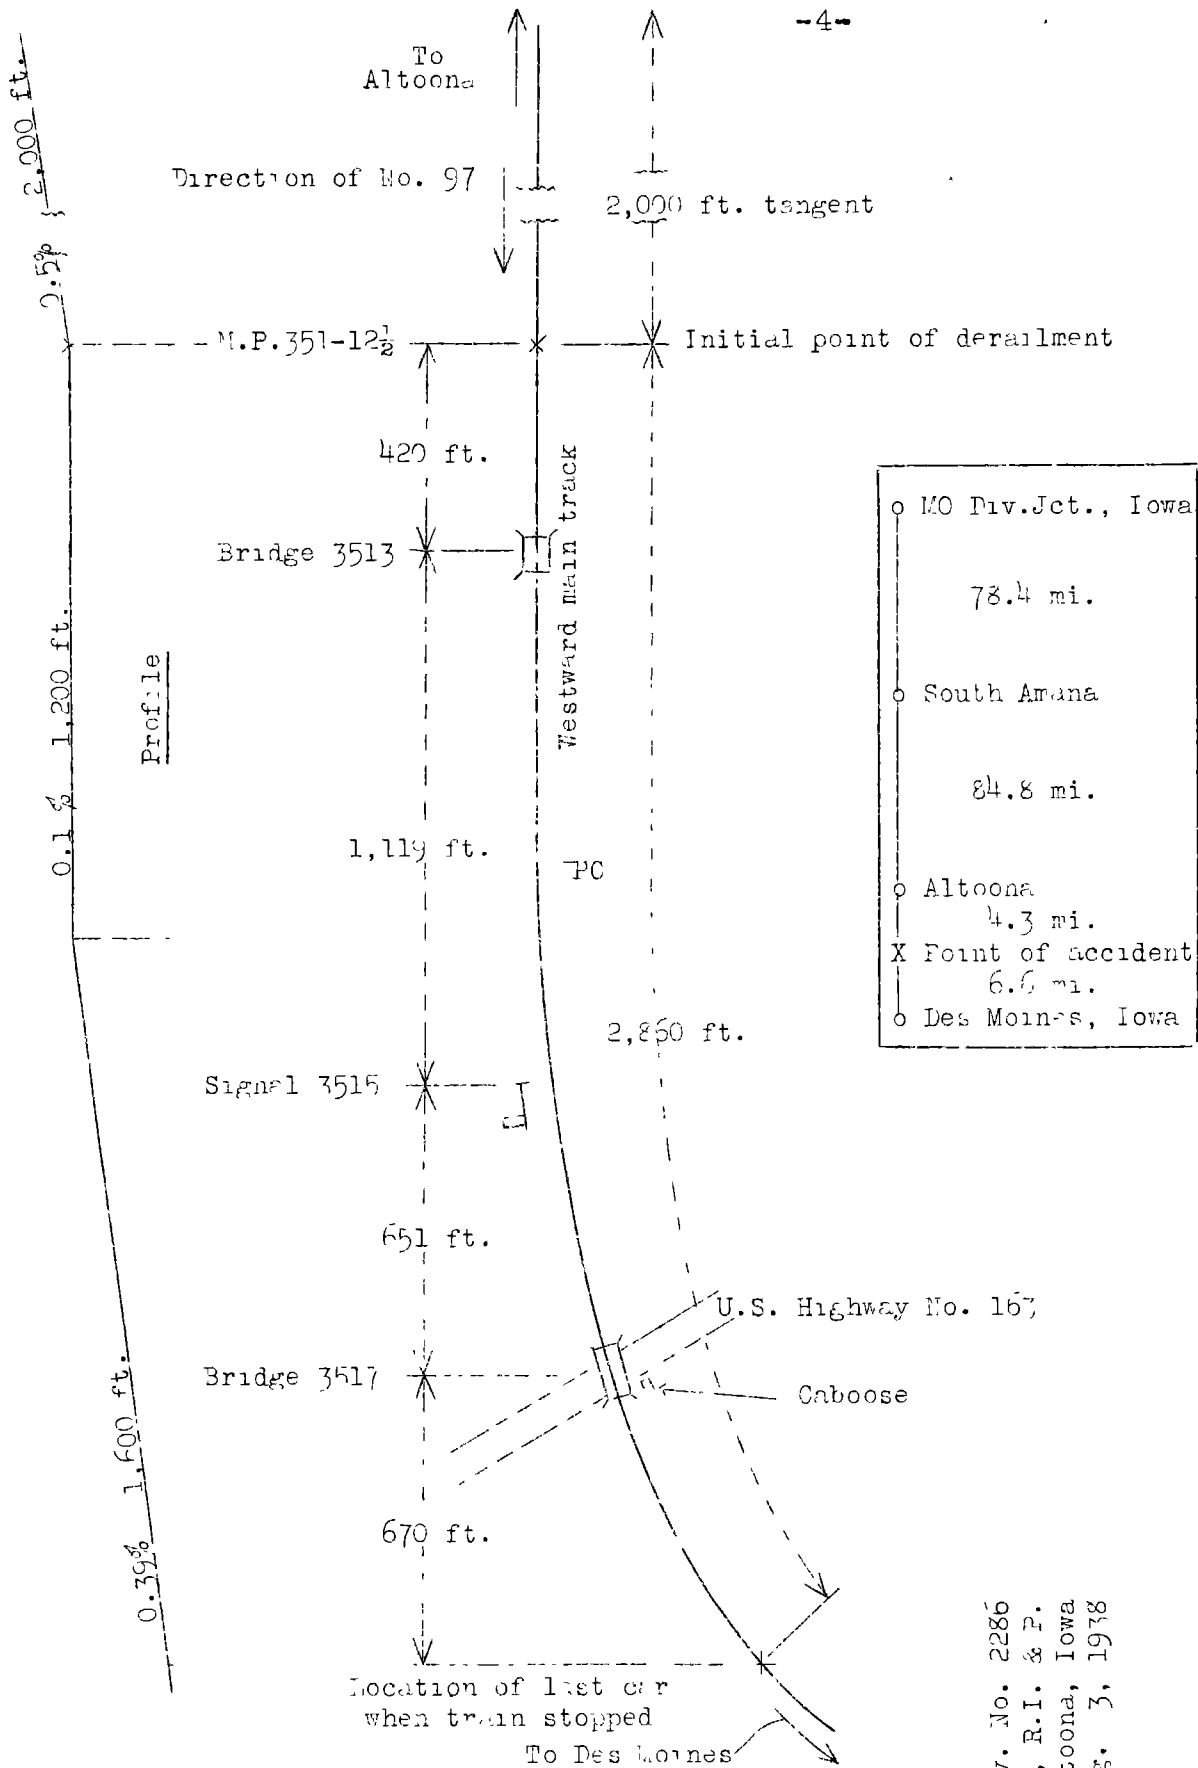 -4-
To
Altoona
Direction of No. 97
2,000 ft. tangent
2,000 ft.
0.5%
M.P.351-12½
Initial point of derailment
420 ft.
Bridge 3513
Westward main track
0.1% 1,200 ft.
Profile
1,119 ft.
PC
2,860 ft.
MO Div.Jct., Iowa
78.4 mi.
South Amana
84.8 mi.
Altoona
4.3 mi.
X Point of accident
6.6 mi.
Des Moines, Iowa
Signal 3515
651 ft.
U.S. Highway No. 163
Bridge 3517
Caboose
0.39% 1,600 ft.
670 ft.
Location of last car
when train stopped
To Des Moines
No. 2286
R.I. & P.
toona, Iowa
g. 3, 1938